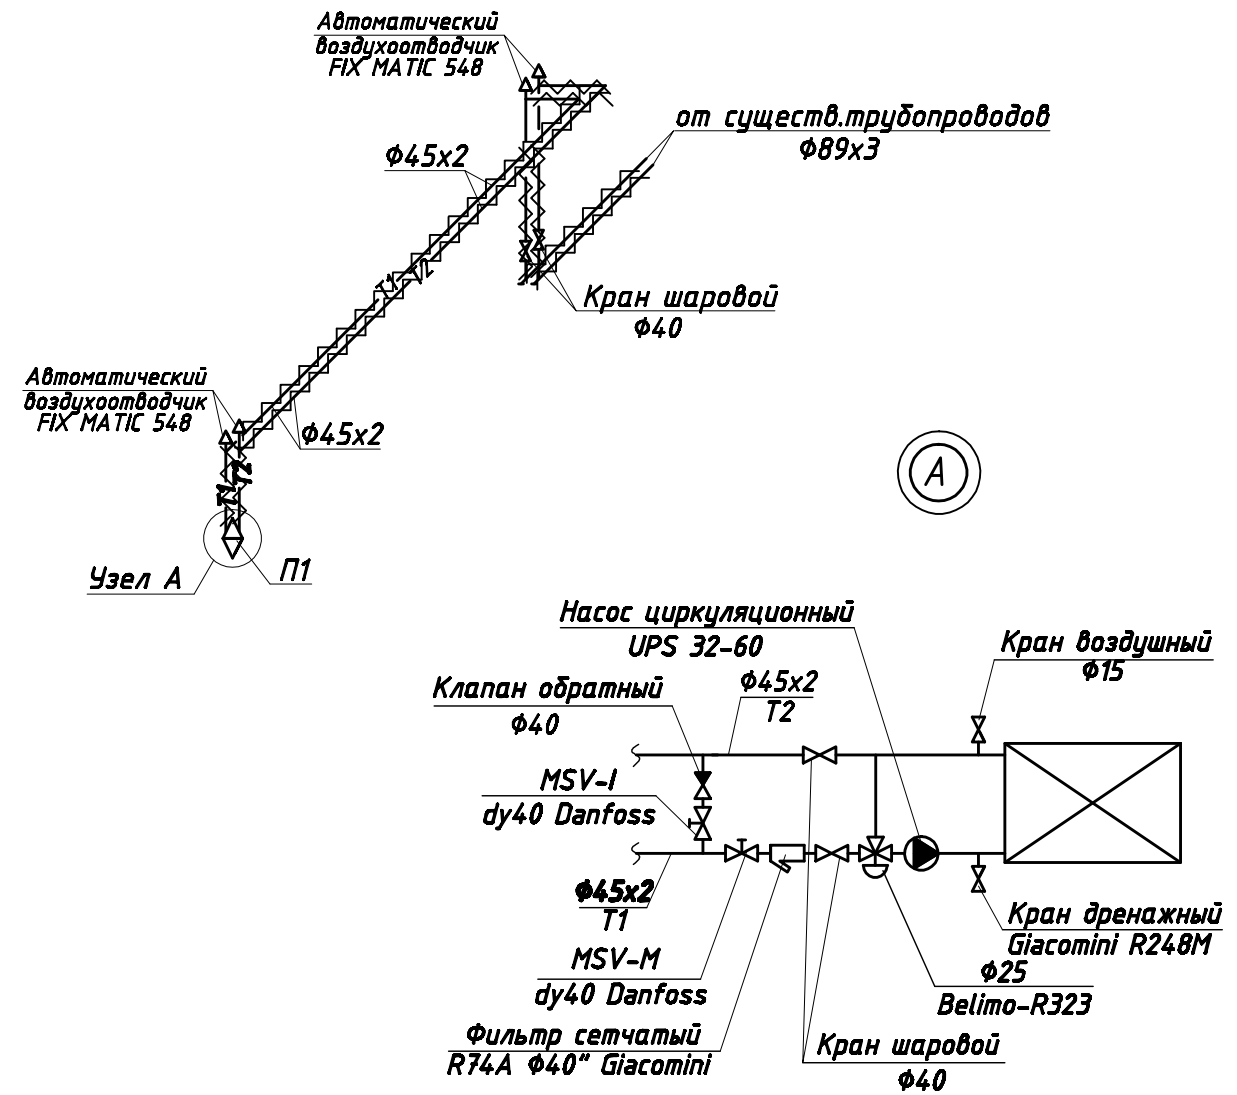 Автоматический
воздухоотводчик
FIX MATIC 548
от существ.трубопроводов
Ф89х3
Ф45х2
Т1
Т2
Кран шаровой
Ф40
Автоматический
воздухоотводчик
FIX MATIC 548
Ф45х2
Т2
Т1
А
Узел А
П1
Насос циркуляционный
UPS 32-60
Кран воздушный
Ф15
Клапан обратный
Ф40
Ф45х2
Т2
MSV-I
dy40 Danfoss
Ф45х2
Т1
Кран дренажный
Giacomini R248M
MSV-M
dy40 Danfoss
Ф25
Belimo-R323
Фильтр сетчатый
R74A Ф40" Giacomini
Кран шаровой
Ф40